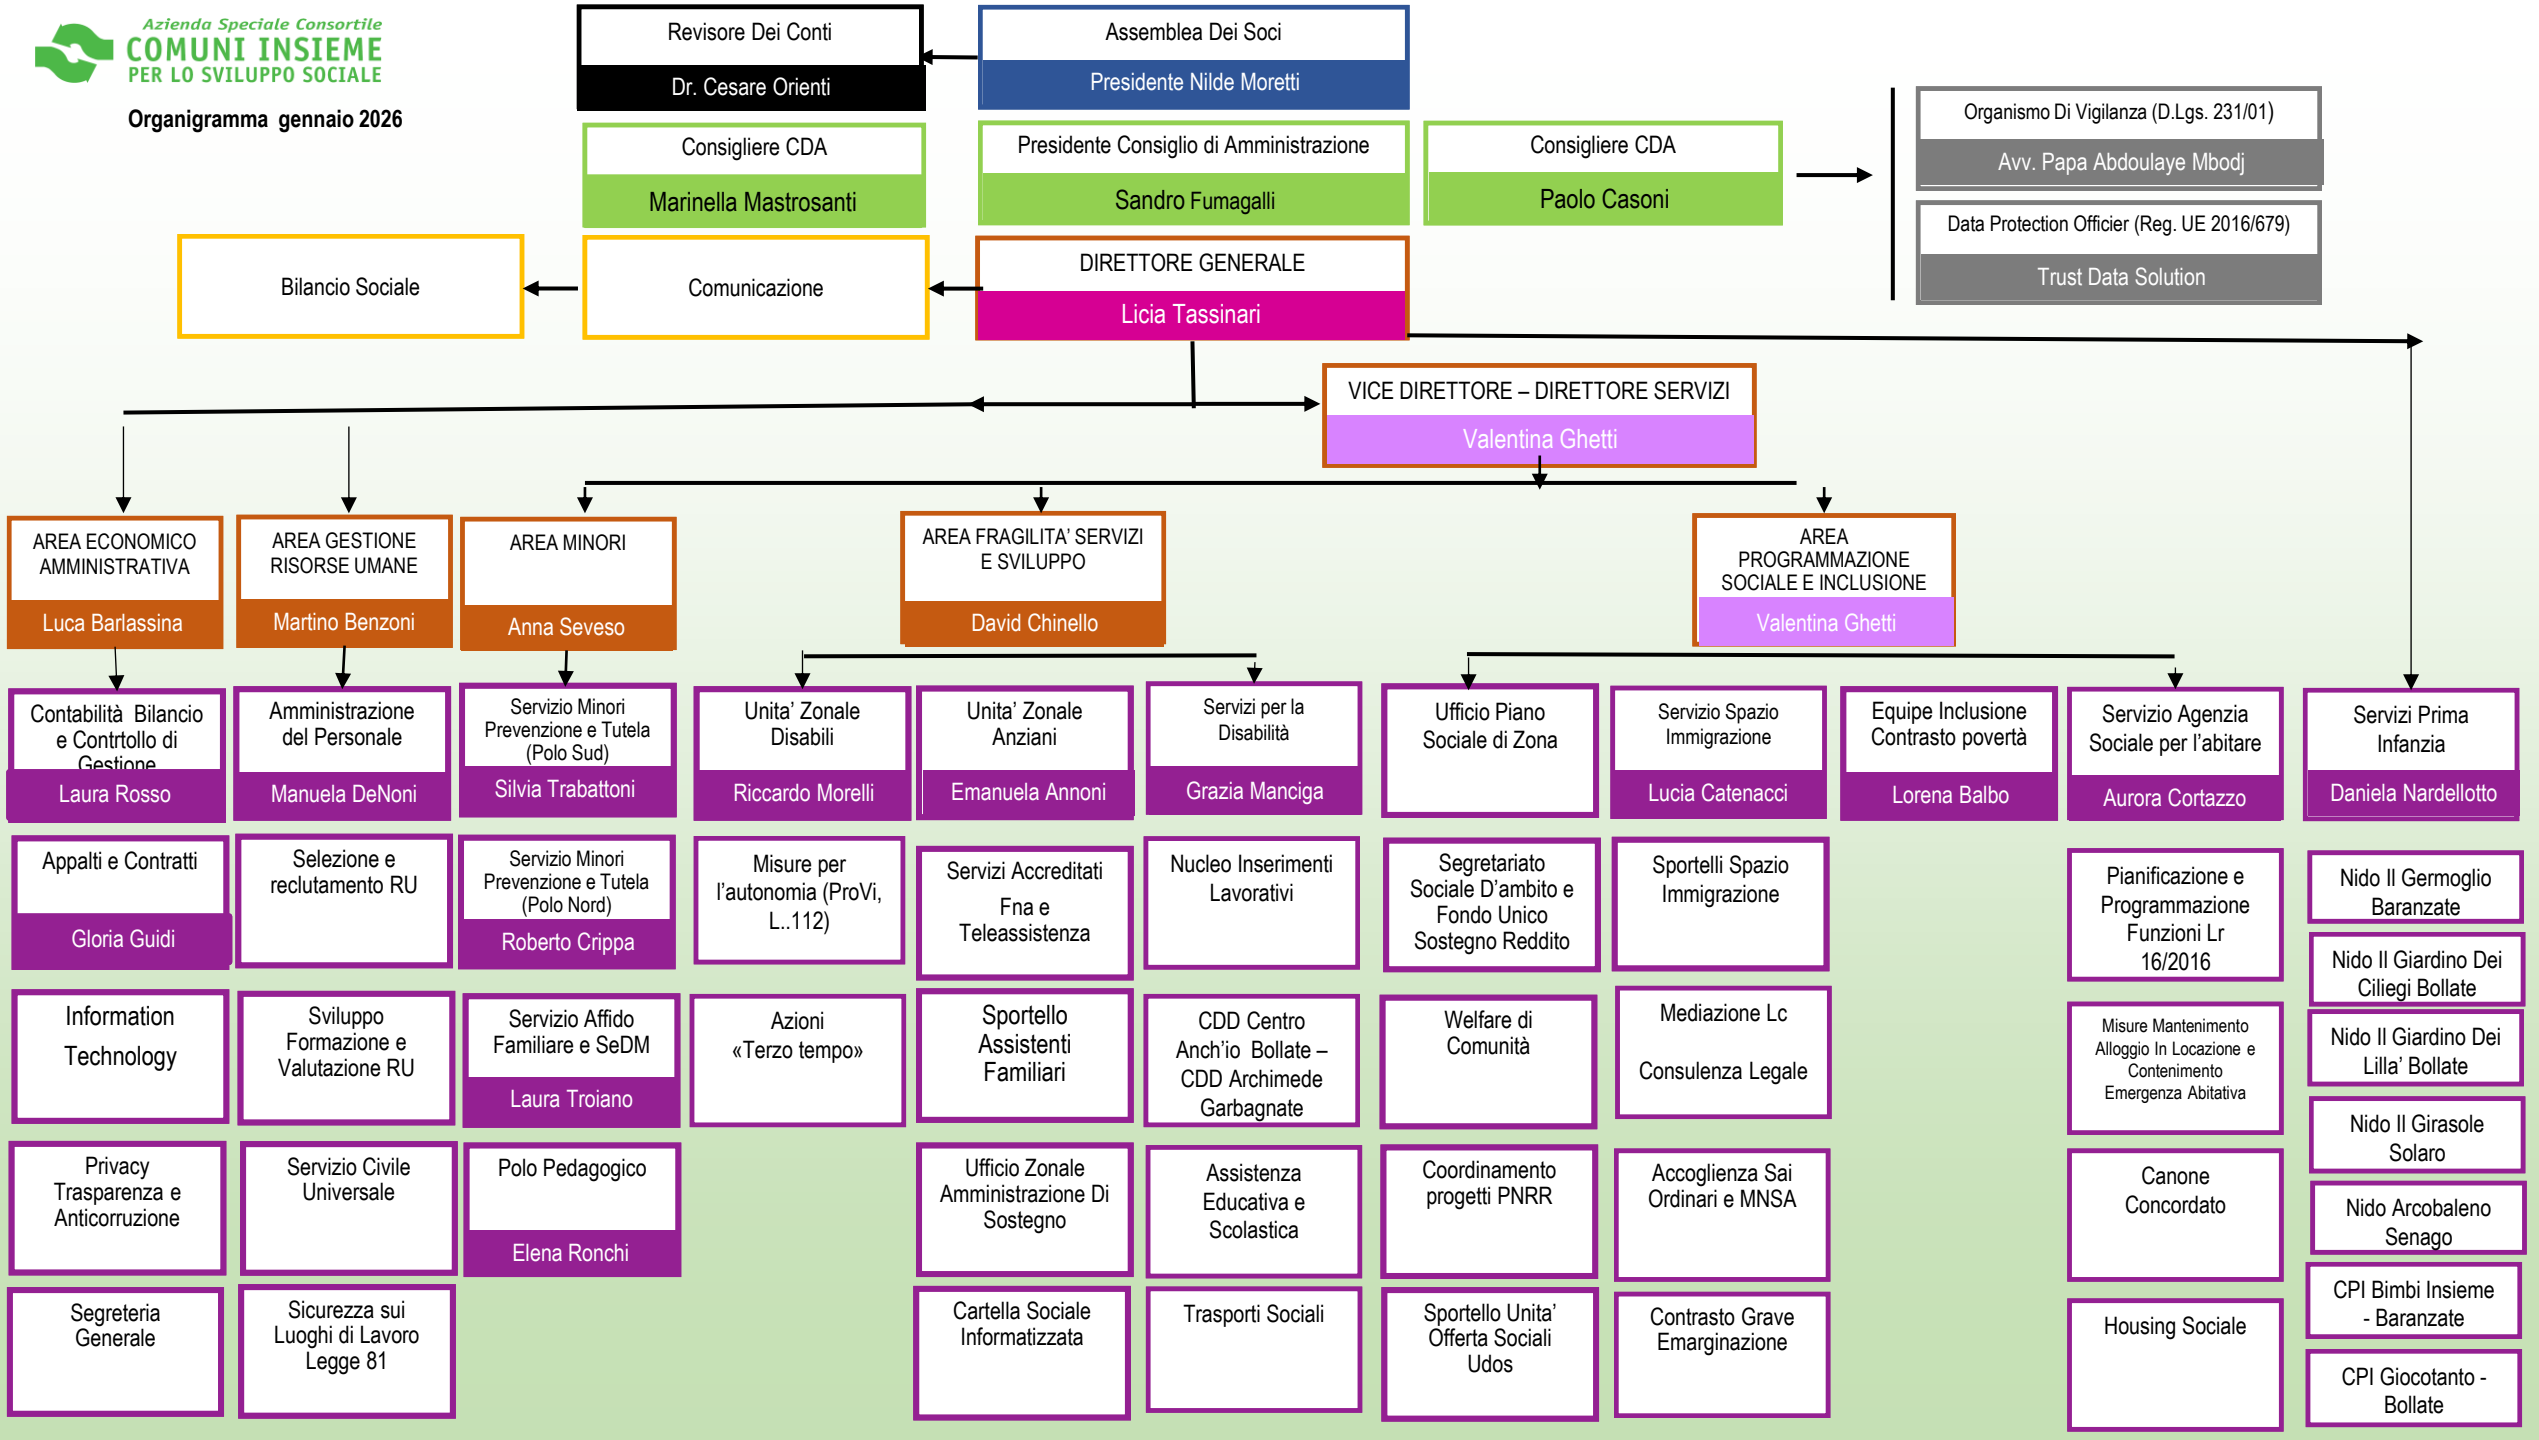 Azienda Speciale Consortile
COMUNI INSIEME
PER LO SVILUPPO SOCIALE
Organigramma gennaio 2026
Revisore Dei Conti
Dr. Cesare Orienti
Assemblea Dei Soci
Presidente Nilde Moretti
Consigliere CDA
Marinella Mastrosanti
Presidente Consiglio di Amministrazione
Sandro Fumagalli
Consigliere CDA
Paolo Casoni
Organismo Di Vigilanza (D.Lgs. 231/01)
Avv. Papa Abdoulaye Mbodj
Data Protection Officier (Reg. UE 2016/679)
Trust Data Solution
Bilancio Sociale
Comunicazione
DIRETTORE GENERALE
Licia Tassinari
VICE DIRETTORE – DIRETTORE SERVIZI
Valentina Ghetti
AREA ECONOMICO
AMMINISTRATIVA
Luca Barlassina
AREA GESTIONE
RISORSE UMANE
Martino Benzoni
AREA MINORI
Anna Seveso
AREA FRAGILITA' SERVIZI
E SVILUPPO
David Chinello
AREA
PROGRAMMAZIONE
SOCIALE E INCLUSIONE
Valentina Ghetti
Contabilità Bilancio
e Contrtollo di
Gestione
Laura Rosso
Amministrazione
del Personale
Manuela DeNoni
Servizio Minori
Prevenzione e Tutela
(Polo Sud)
Silvia Trabattoni
Unita' Zonale
Disabili
Riccardo Morelli
Unita' Zonale
Anziani
Emanuela Annoni
Servizi per la
Disabilità
Grazia Manciga
Ufficio Piano
Sociale di Zona
Servizio Spazio
Immigrazione
Lucia Catenacci
Equipe Inclusione
Contrasto povertà
Lorena Balbo
Servizio Agenzia
Sociale per l'abitare
Aurora Cortazzo
Servizi Prima
Infanzia
Daniela Nardellotto
Appalti e Contratti
Gloria Guidi
Selezione e
reclutamento RU
Servizio Minori
Prevenzione e Tutela
(Polo Nord)
Roberto Crippa
Misure per
l'autonomia (ProVi,
L..112)
Servizi Accreditati
Fna e
Teleassistenza
Nucleo Inserimenti
Lavorativi
Segretariato
Sociale D'ambito e
Fondo Unico
Sostegno Reddito
Sportelli Spazio
Immigrazione
Pianificazione e
Programmazione
Funzioni Lr
16/2016
Nido Il Germoglio
Baranzate
Nido Il Giardino Dei
Ciliegi Bollate
Information
Technology
Sviluppo
Formazione e
Valutazione RU
Servizio Affido
Familiare e SeDM
Laura Troiano
Azioni
«Terzo tempo»
Sportello
Assistenti
Familiari
CDD Centro
Anch'io Bollate –
CDD Archimede
Garbagnate
Welfare di
Comunità
Mediazione Lc
Consulenza Legale
Misure Mantenimento
Alloggio In Locazione e
Contenimento
Emergenza Abitativa
Nido Il Giardino Dei
Lilla' Bollate
Nido Il Girasole
Solaro
Privacy
Trasparenza e
Anticorruzione
Servizio Civile
Universale
Polo Pedagogico
Elena Ronchi
Ufficio Zonale
Amministrazione Di
Sostegno
Assistenza
Educativa e
Scolastica
Coordinamento
progetti PNRR
Accoglienza Sai
Ordinari e MNSA
Canone
Concordato
Nido Arcobaleno
Senago
CPI Bimbi Insieme
- Baranzate
Segreteria
Generale
Sicurezza sui
Luoghi di Lavoro
Legge 81
Cartella Sociale
Informatizzata
Trasporti Sociali
Sportello Unita'
Offerta Sociali
Udos
Contrasto Grave
Emarginazione
Housing Sociale
CPI Giocotanto -
Bollate